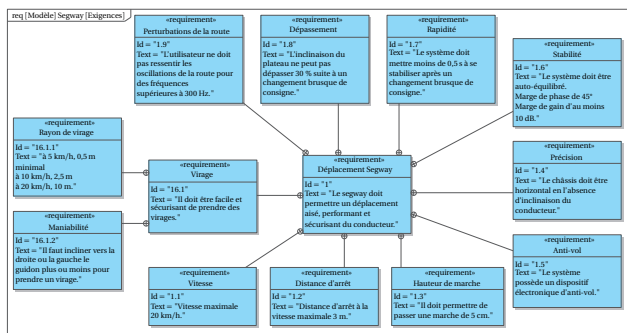 req [Modèle] Segway [Exigences]
«requirement»
Perturbations de la route
Id = "1.9"
Text = "L'utilisateur ne doit
pas ressentir les
oscillations de la route pour
des fréquences
supérieures à 300 Hz."
«requirement»
Dépassement
Id = "1.8"
Text = "L'inclinaison du
plateau ne peut pas
dépasser 30 % suite à un
changement brusque de
consigne."
«requirement»
Rapidité
Id = "1.7"
Text = "Le système doit
mettre moins de 0,5 s à se
stabiliser après un
changement brusque de
consigne."
«requirement»
Stabilité
Id = "1.6"
Text = "Le système doit être
auto-équilibré.
Marge de phase de 45°
Marge de gain d'au moins
10 dB."
«requirement»
Rayon de virage
Id = "16.1.1"
Text = "à 5 km/h, 0,5 m
minimal
à 10 km/h, 2,5 m
à 20 km/h, 10 m."
«requirement»
Virage
Id = "16.1"
Text = "Il doit être facile et
sécurisant de prendre des
virages."
«requirement»
Déplacement Segway
Id = "1"
Text = "Le segway doit
permettre un déplacement
aisé, performant et
sécurisant du conducteur."
«requirement»
Précision
Id = "1.4"
Text = "Le châssis doit être
horizontal en l'absence
d'inclinaison du
conducteur."
«requirement»
Maniabilité
Id = "16.1.2"
Text = "Il faut incliner vers la
droite ou la gauche le
guidon plus ou moins pour
prendre un virage."
«requirement»
Vitesse
Id = "1.1"
Text = "Vitesse maximale
20 km/h."
«requirement»
Distance d'arrêt
Id = "1.2"
Text = "Distance d'arrêt à la
vitesse maximale 3 m."
«requirement»
Hauteur de marche
Id = "1.3"
Text = "Il doit permettre de
passer une marche de 5 cm."
«requirement»
Anti-vol
Id = "1.5"
Text = "Le système
possède un dispositif
électronique d'anti-vol."